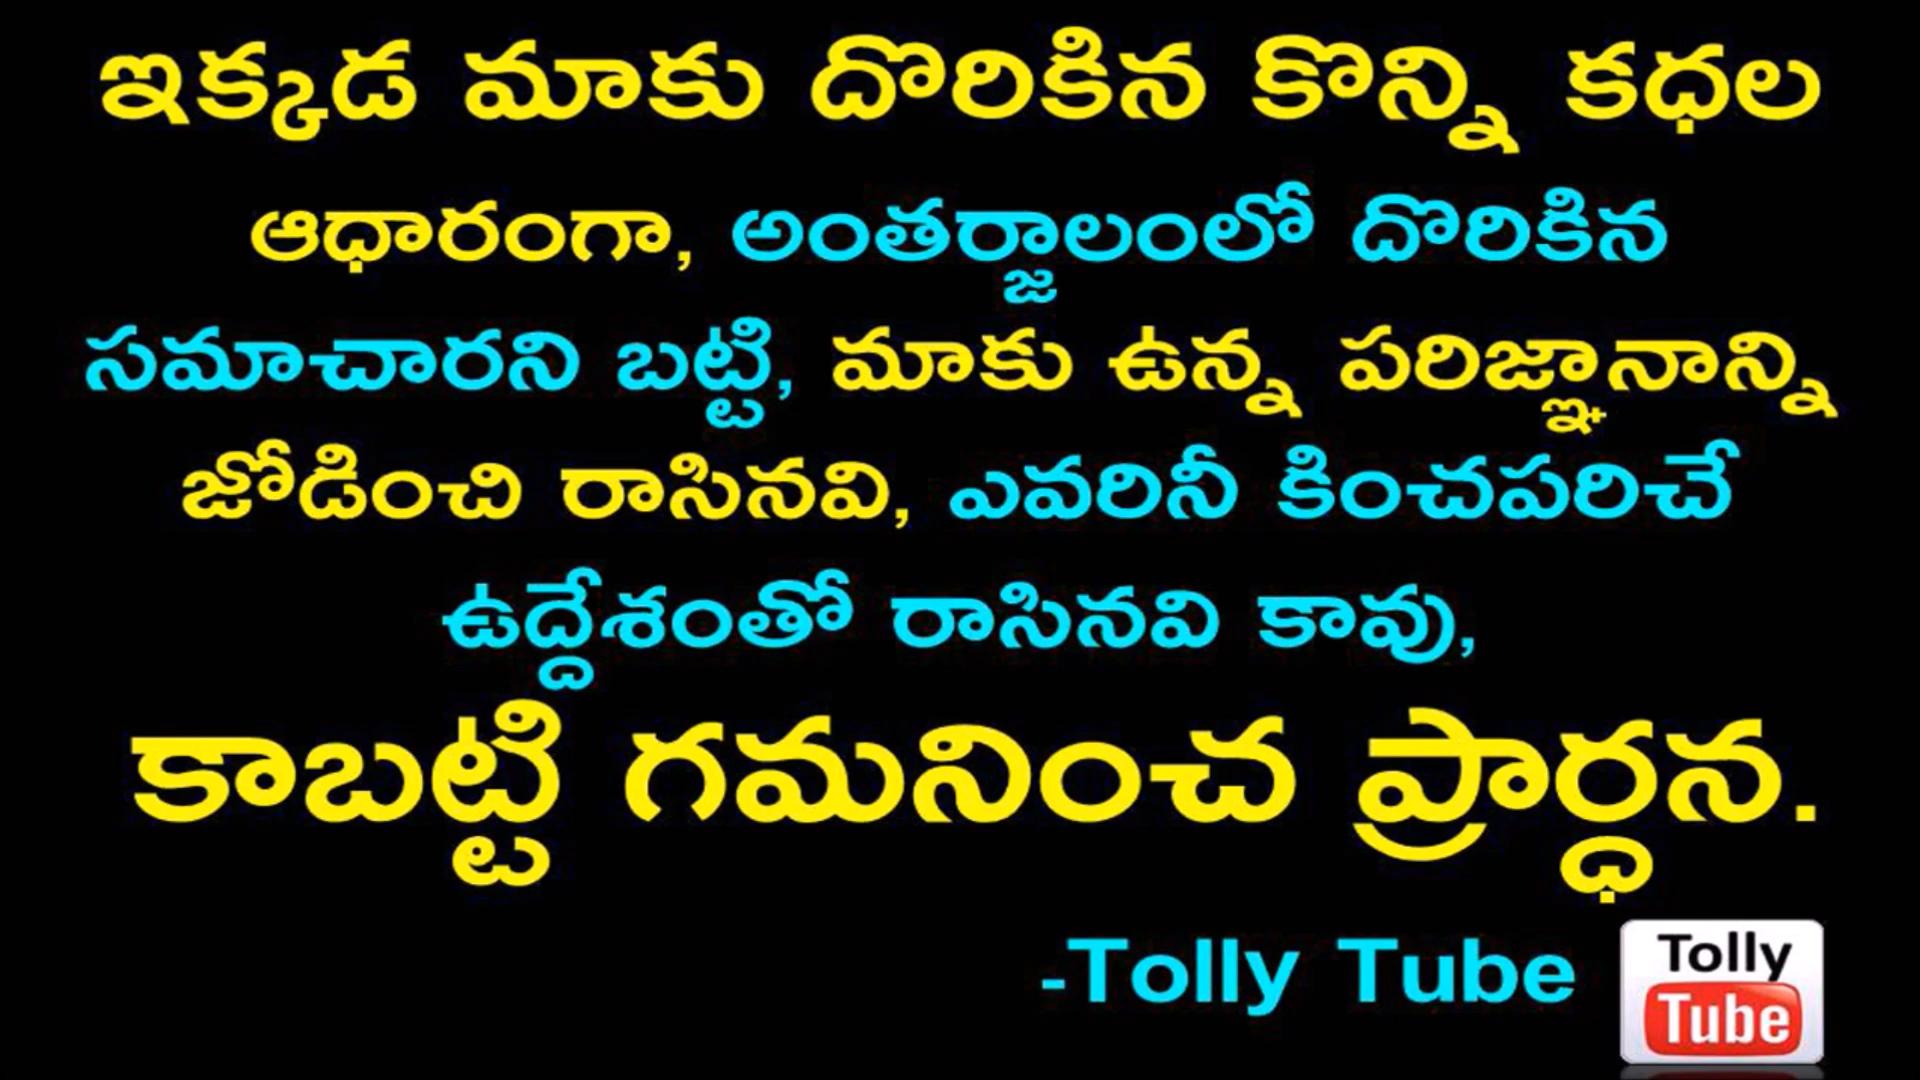 ఇక్కడ మాకు దొరికిన కొన్ని కధల
ఆధారంగా, అంతర్జాలంలో దొరికిన
సమాచారని బట్టి, మాకు ఉన్న పరిజ్ఞానాన్ని
జోడించి రాసినవి, ఎవరినీ కించపరిచే
ఉద్దేశంతో రాసినవి కావు,
కాబట్టి గమనించ ప్రార్ధన.
-Tolly Tube
Tolly
Tube